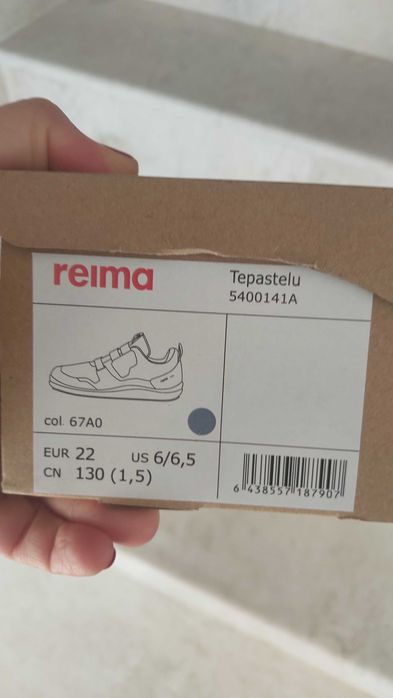 reima
Tepastelu
5400141A
col. 67A0
EUR 22 US 6/6,5
CN 130 (1,5)
6 438557 187907